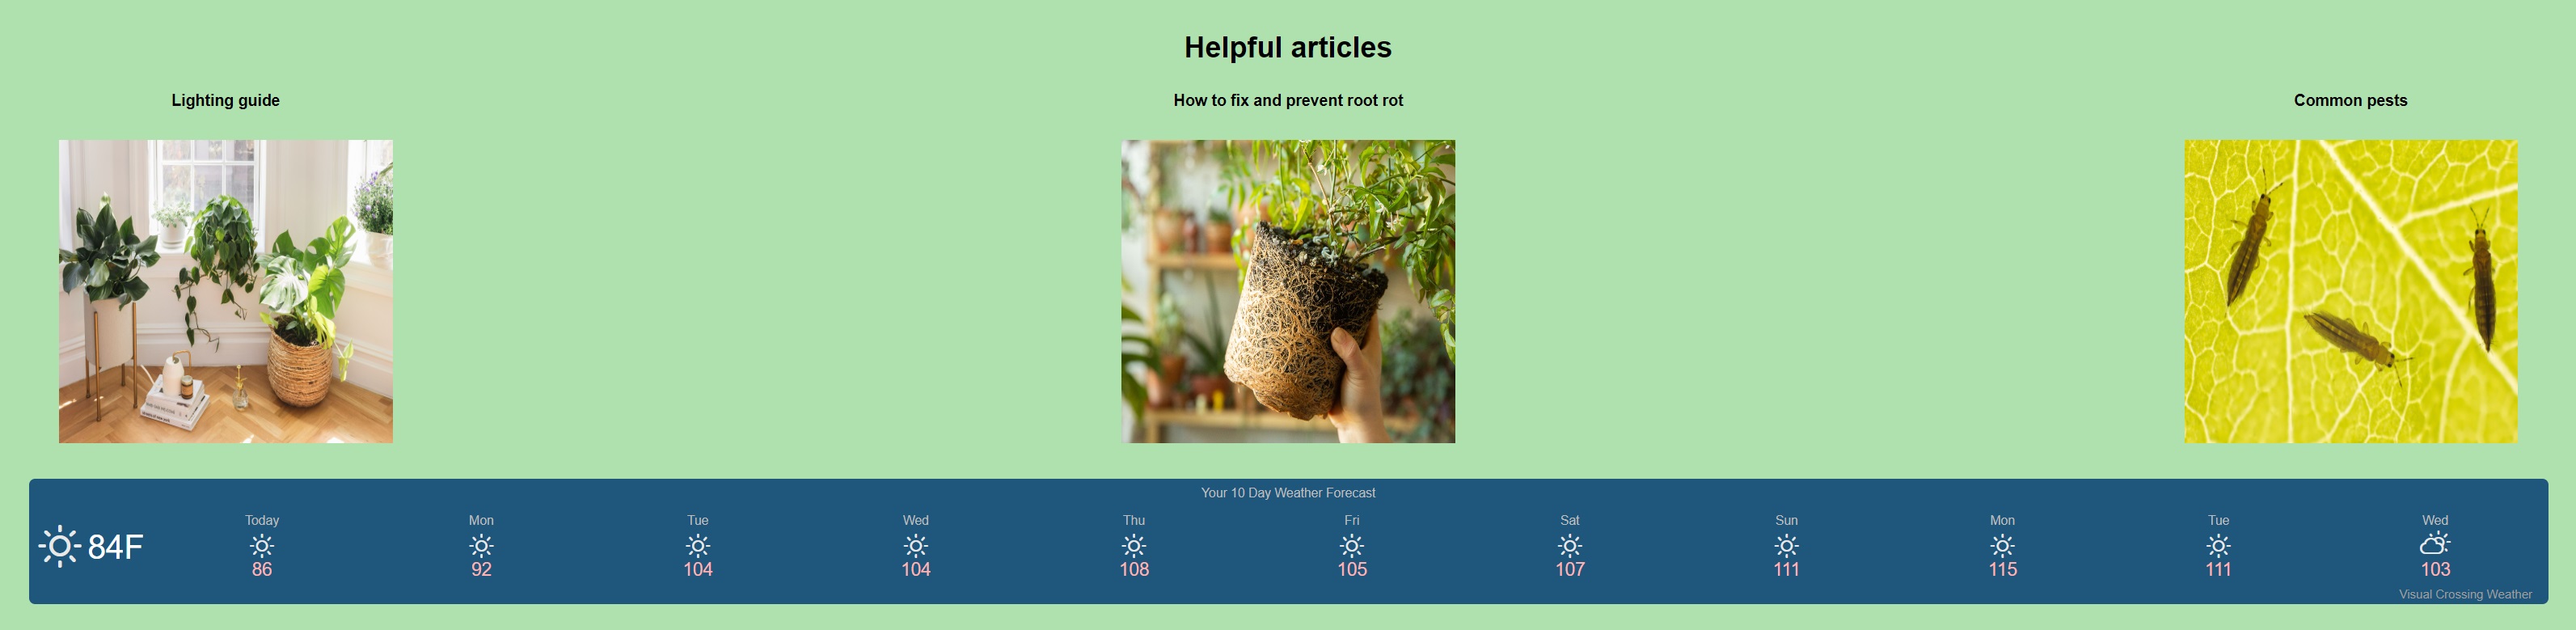 Helpful articles
Lighting guide
How to fix and prevent root rot
Common pests
Your 10 Day Weather Forecast
84F
Today Mon Tue Wed Thu Fri Sat Sun Mon Tue Wed
86 92 104 104 108 105 107 111 115 111 103
Visual Crossing Weather